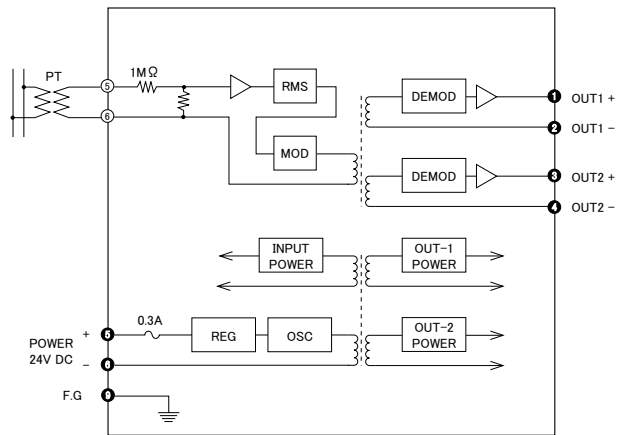 PT
5
1MΩ
RMS
DEMOD
1
OUT1 +
6
2
OUT1 −
MOD
DEMOD
3
OUT2 +
4
OUT2 −
INPUT
POWER
OUT-1
POWER
POWER
24V DC
+
5
0.3A
REG
OSC
OUT-2
POWER
−
6
F.G